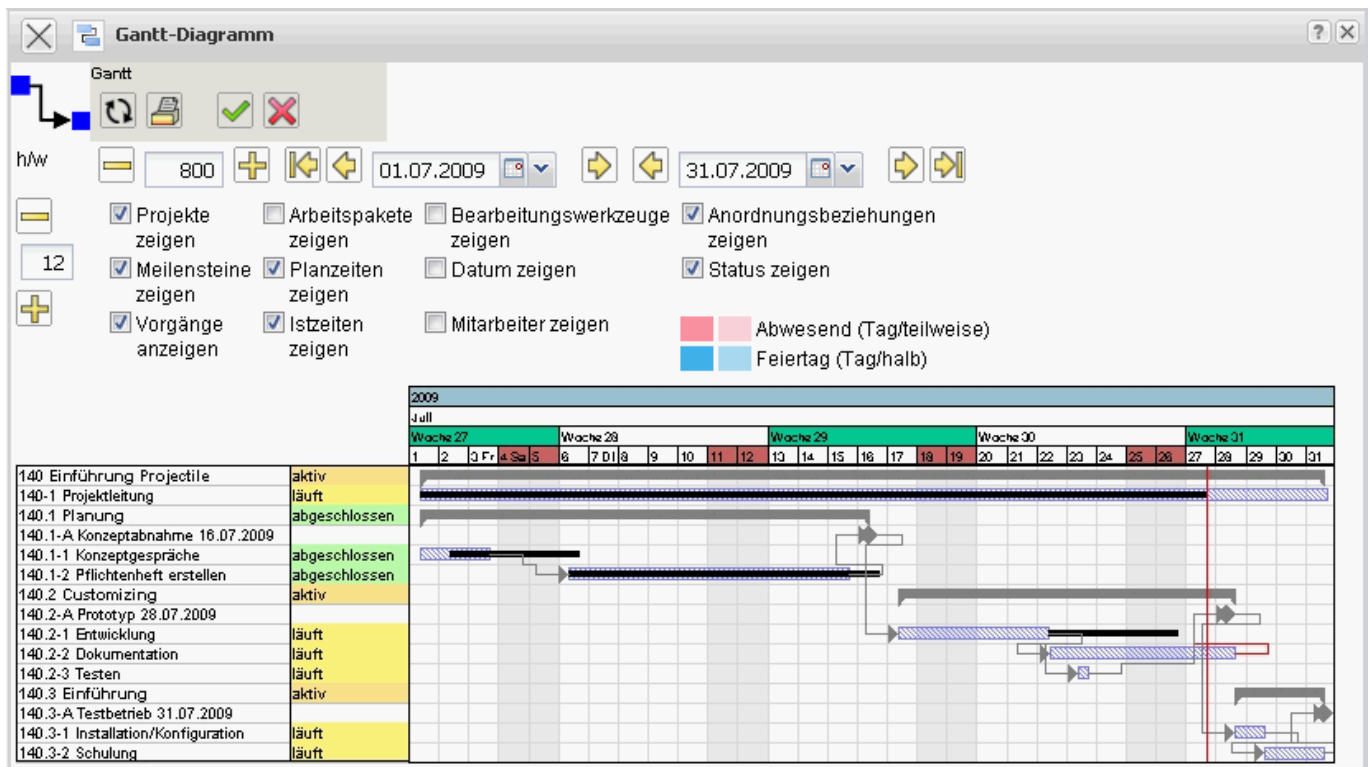 Gantt-Diagramm
Gantt
h/w
800
01.07.2009
31.07.2009
12
Projekte zeigen
Arbeitspakete zeigen
Bearbeitungswerkzeuge zeigen
Anordnungsbeziehungen zeigen
Meilensteine zeigen
Planzeiten zeigen
Datum zeigen
Status zeigen
Vorgänge anzeigen
Istzeiten zeigen
Mitarbeiter zeigen
Abwesend (Tag/teilweise)
Feiertag (Tag/halb)
2009
Juli
Woche 27 Woche 28 Woche 29 Woche 30 Woche 31
1 2 3 Fr 4 Sa 5 6 7 Di 8 9 10 11 12 13 14 15 16 17 18 19 20 21 22 23 24 25 26 27 28 29 30 31
140 Einführung Projectile aktiv
140-1 Projektleitung läuft
140.1 Planung abgeschlossen
140.1-A Konzeptabnahme 16.07.2009
140.1-1 Konzeptgespräche abgeschlossen
140.1-2 Pflichtenheft erstellen abgeschlossen
140.2 Customizing aktiv
140.2-A Prototyp 28.07.2009
140.2-1 Entwicklung läuft
140.2-2 Dokumentation läuft
140.2-3 Testen läuft
140.3 Einführung aktiv
140.3-A Testbetrieb 31.07.2009
140.3-1 Installation/Konfiguration läuft
140.3-2 Schulung läuft